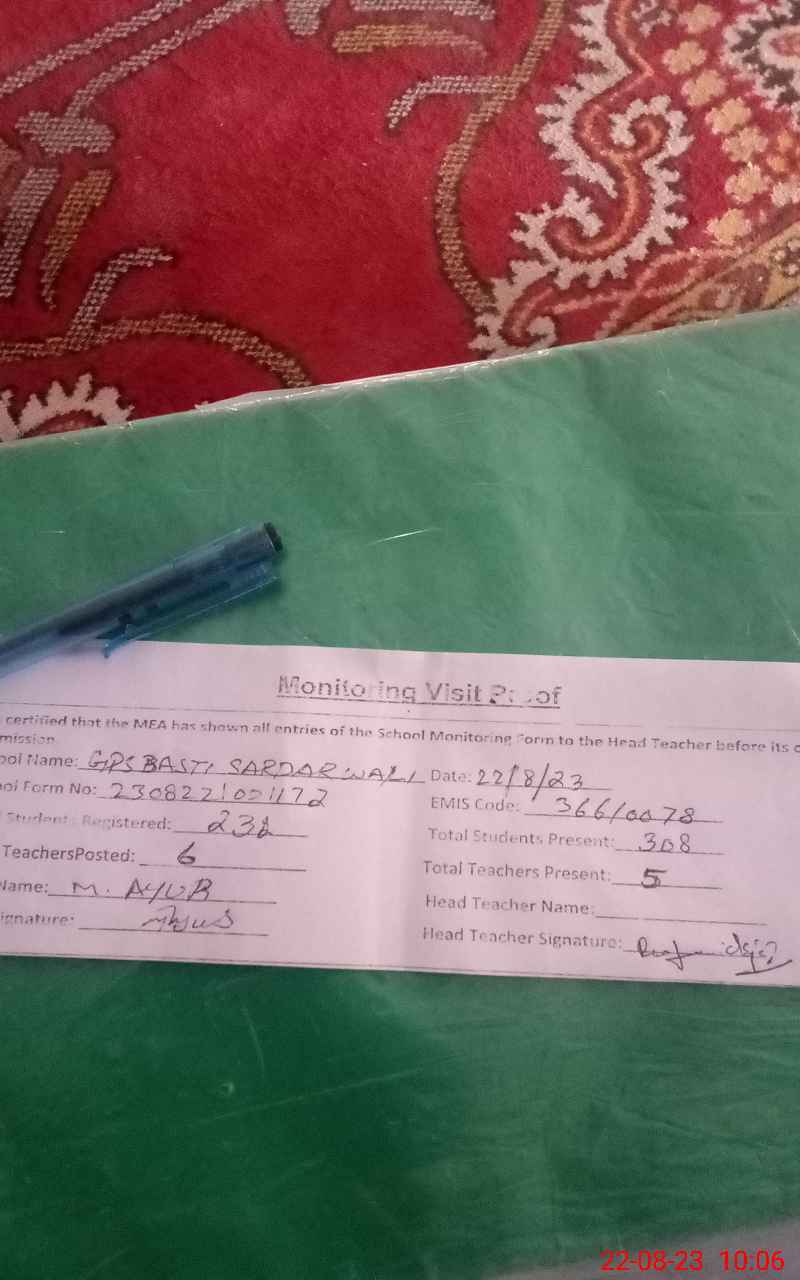 Monitoring Visit Proof
certified that the MEA has shown all entries of the School Monitoring Form to the Head Teacher before its
mission.
ool Name: GPS BASTI SARDAR WALI Date: 22/8/23
ool Form No: EMIS Code: 36610078
Students Registered: Total Students Present: 308
TeachersPosted: 6 Total Teachers Present: 5
Name: M. AYUB Head Teacher Name:
ignature: Head Teacher Signature:
22-08-23 10:06